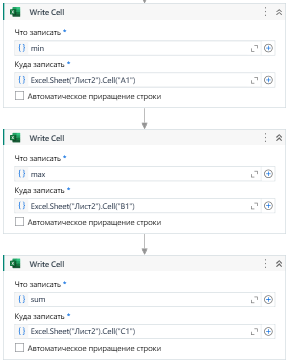 Write Cell
Что записать *
min
Куда записать *
Excel.Sheet("Лист2").Cell("A1")
Автоматическое приращение строки
Write Cell
Что записать *
max
Куда записать *
Excel.Sheet("Лист2").Cell("B1")
Автоматическое приращение строки
Write Cell
Что записать *
sum
Куда записать *
Excel.Sheet("Лист2").Cell("C1")
Автоматическое приращение строки